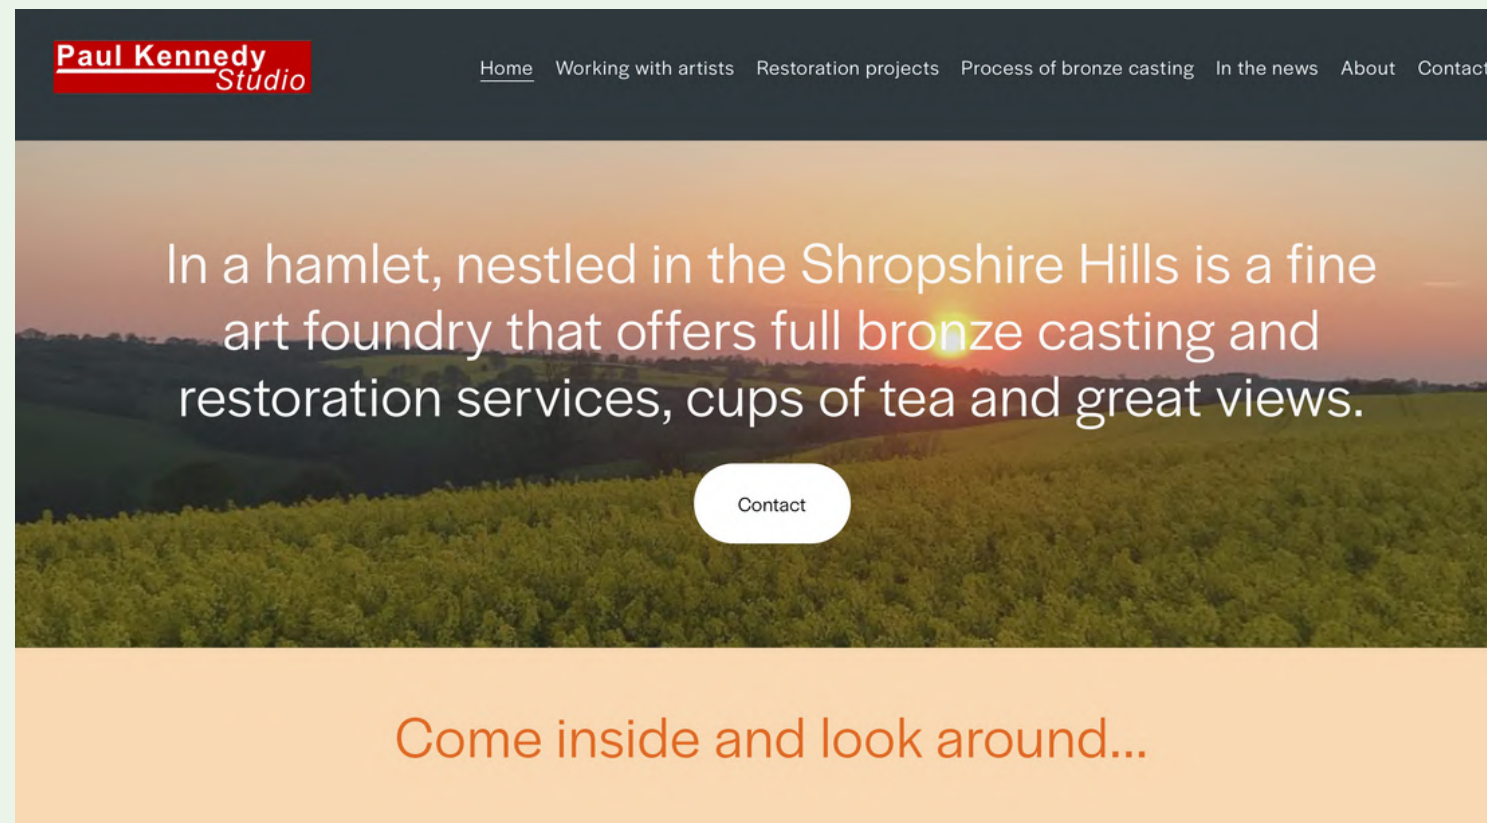 Paul Kennedy
Studio
Home Working with artists Restoration projects Process of bronze casting In the news About Contact
In a hamlet, nestled in the Shropshire Hills is a fine
art foundry that offers full bronze casting and
restoration services, cups of tea and great views.
Contact
Come inside and look around...